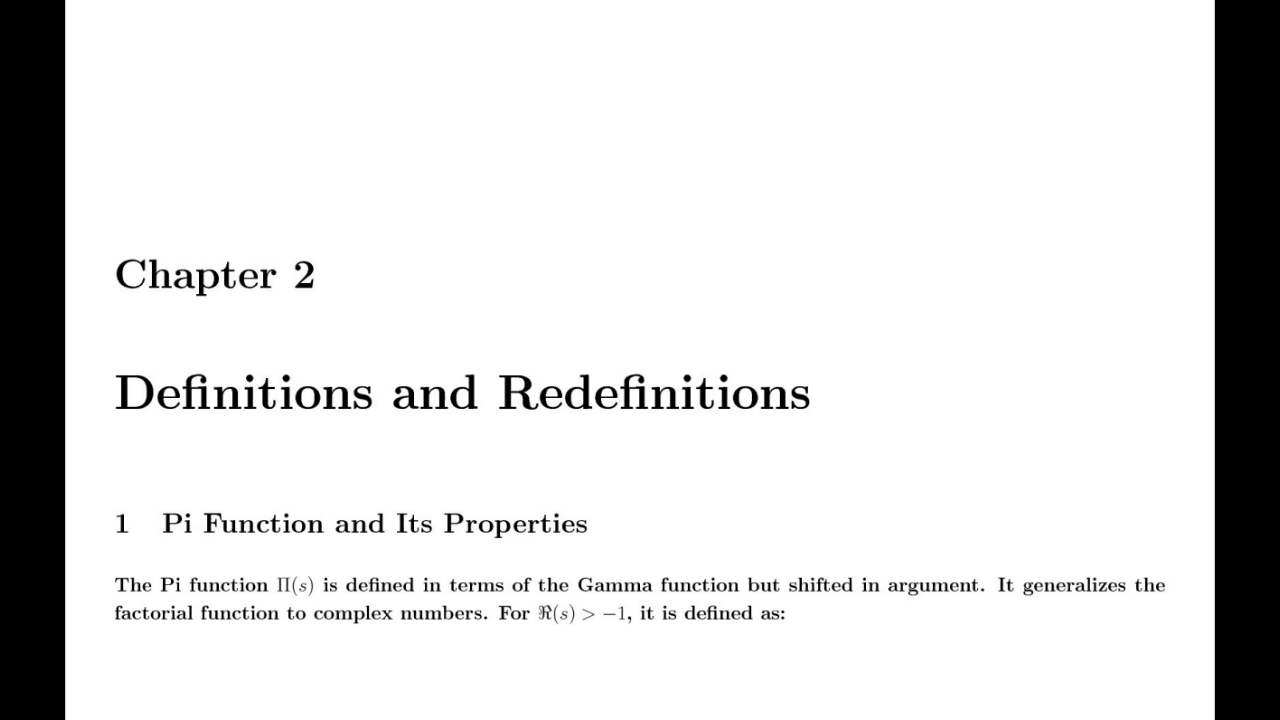 Chapter 2
Definitions and Redefinitions
1 Pi Function and Its Properties
The Pi function Π(s) is defined in terms of the Gamma function but shifted in argument. It generalizes the
factorial function to complex numbers. For ℜ(s) > −1, it is defined as: